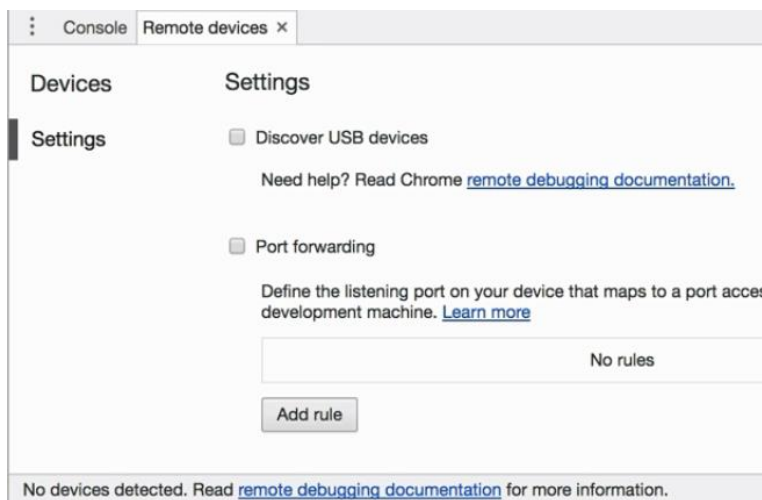 Console Remote devices ×
Devices
Settings
Settings
Discover USB devices
Need help? Read Chrome remote debugging documentation.
Port forwarding
Define the listening port on your device that maps to a port
development machine. Learn more
No rules
Add rule
No devices detected. Read remote debugging documentation for more information.